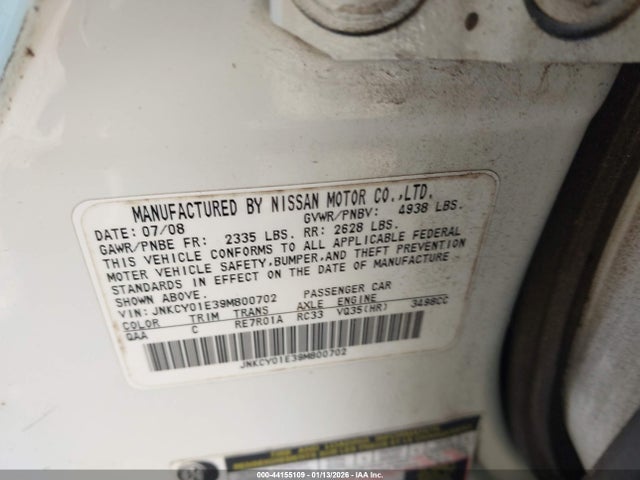 MANUFACTURED BY NISSAN MOTOR CO.,LTD.
DATE: 07/08 GVWR/PNBV: 4938 LBS.
GAWR/PNBE FR: 2335 LBS. RR: 2628 LBS.
THIS VEHICLE CONFORMS TO ALL APPLICABLE FEDERAL
MOTOR VEHICLE SAFETY,BUMPER,AND THEFT PREVENTION
STANDARDS IN EFFECT ON THE DATE OF MANUFACTURE
SHOWN ABOVE.
VIN: JNKCY01E39M800702 PASSENGER CAR
COLOR TRIM TRANS AXLE ENGINE
QAA C RE7R01A RC33 VQ35(HR) 3498CC
JNKCY01E39M800702
000-44155109 | 01/13/2026 - IAA Inc.